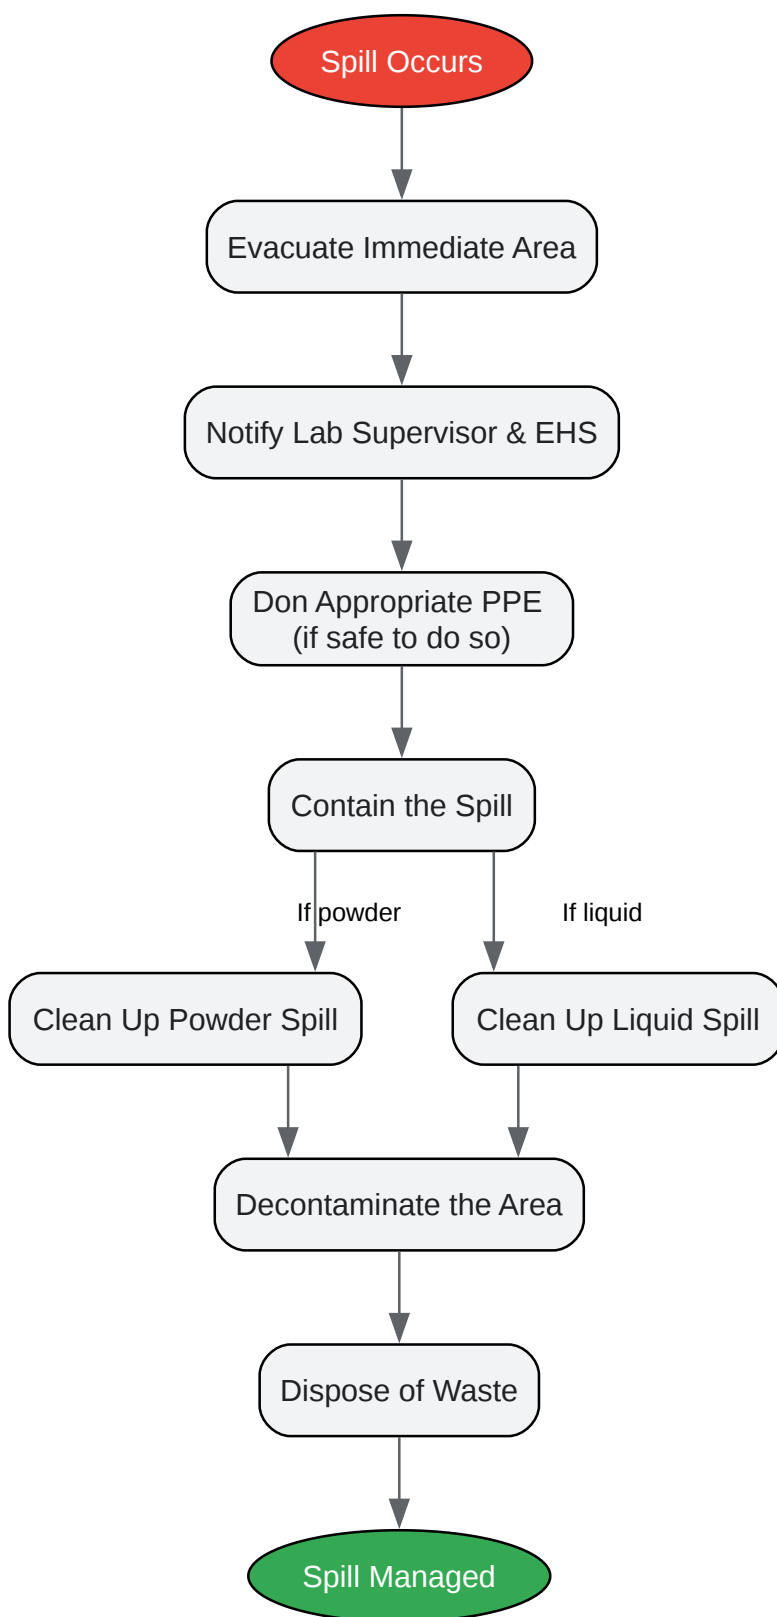 Spill Occurs
Evacuate Immediate Area
Notify Lab Supervisor & EHS
Don Appropriate PPE
(if safe to do so)
Contain the Spill
If powder
If liquid
Clean Up Powder Spill
Clean Up Liquid Spill
Decontaminate the Area
Dispose of Waste
Spill Managed